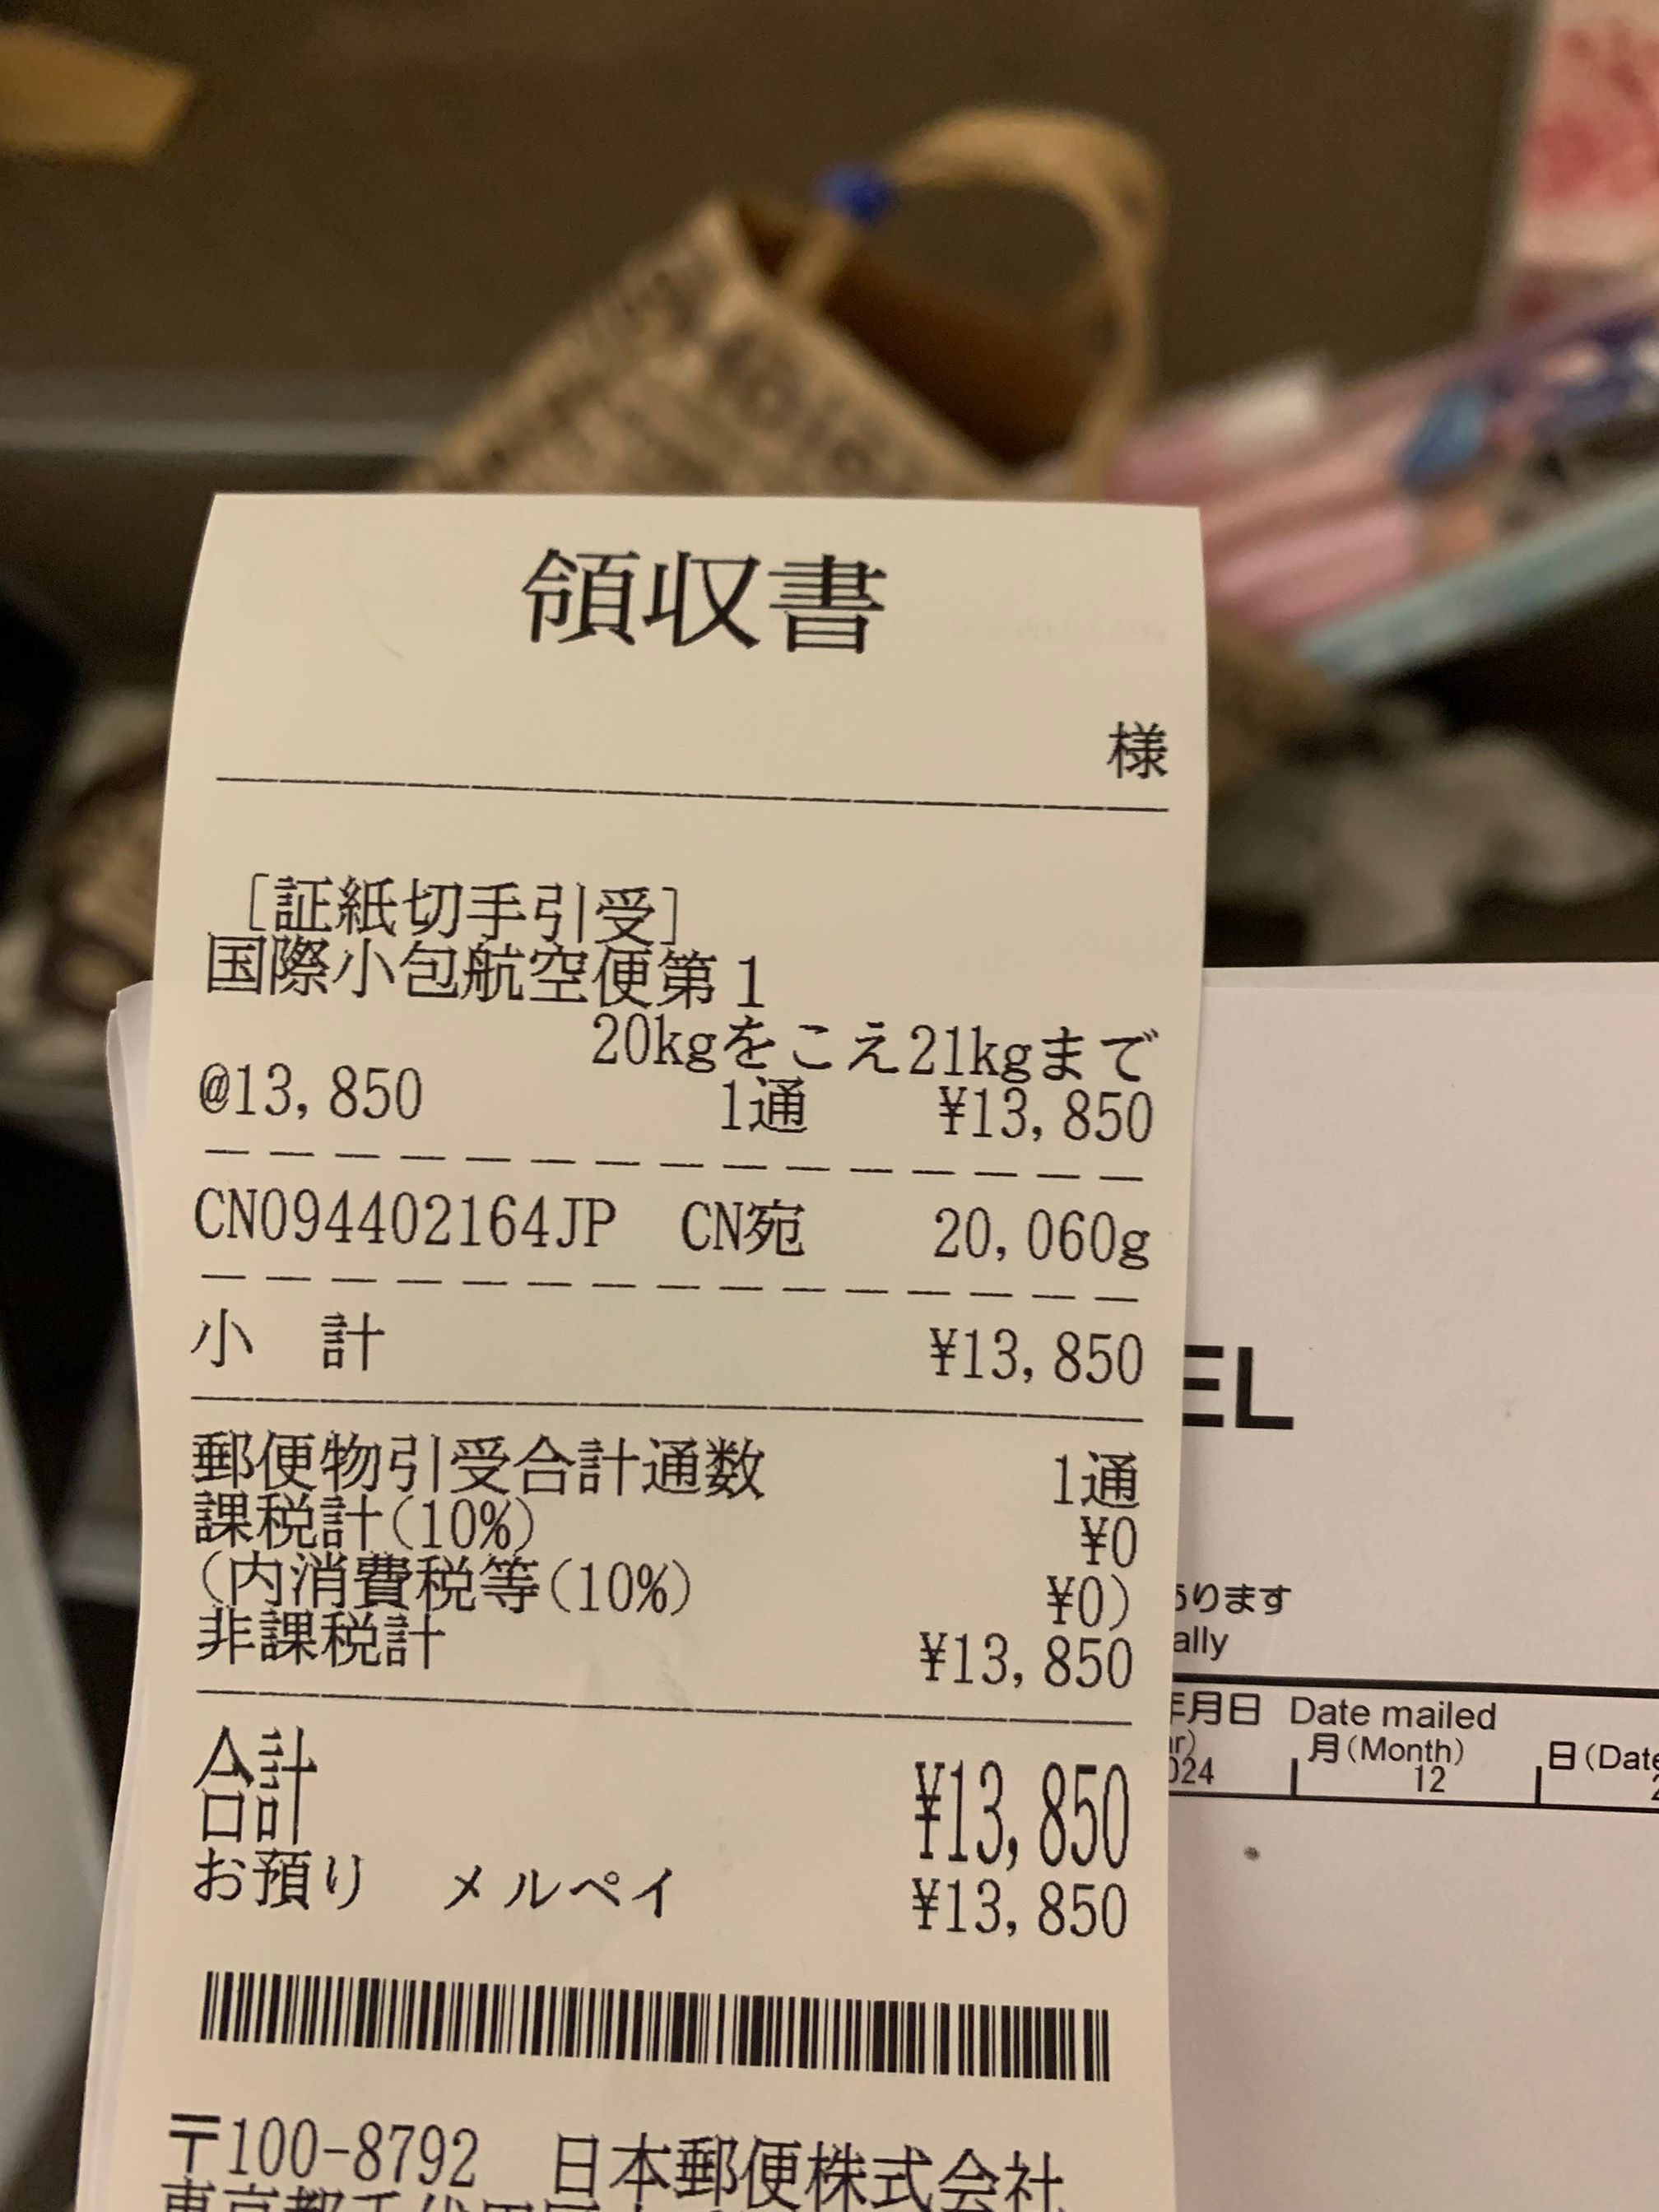 領収書
様
[証紙切手引受]
国際小包航空便第1
20kgをこえ21kgまで
@13,850 1通 ¥13,850
CN094402164JP CN宛 20,060g
小 計 ¥13,850
郵便物引受合計通数 1通
課税計(10%) ¥0
(内消費税等(10%) ¥0)
非課税計 ¥13,850
合計 ¥13,850
お預り メルペイ ¥13,850
〒100-8792 日本郵便株式会社
EL
ります
ally
年月日 Date mailed
月(Month) 日(Date
024 12